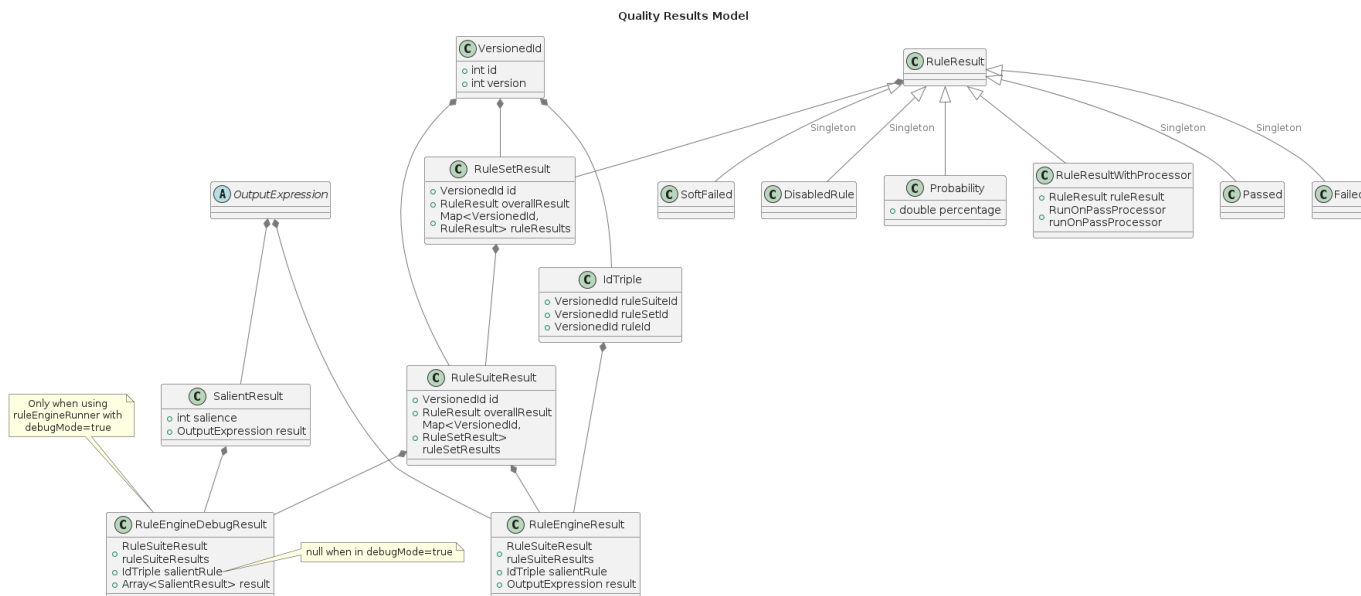 Quality Results Model
C VersionedId
int id
int version
C RuleResult
Singleton
Singleton
Singleton
Singleton
C RuleSetResult
VersionedId id
RuleResult overallResult
Map<VersionedId,
RuleResult> ruleResults
A OutputExpression
C SoftFailed
C DisabledRule
C Probability
double percentage
C RuleResultWithProcessor
RuleResult ruleResult
RunOnPassProcessor
runOnPassProcessor
C Passed
C Failed
C IdTriple
VersionedId ruleSuiteId
VersionedId ruleSetId
VersionedId ruleId
C RuleSuiteResult
VersionedId id
RuleResult overallResult
Map<VersionedId,
RuleSetResult>
ruleSetResults
C SalientResult
int salience
OutputExpression result
Only when using
ruleEngineRunner with
debugMode=true
C RuleEngineDebugResult
RuleSuiteResult
ruleSuiteResults
IdTriple salientRule
Array<SalientResult> result
null when in debugMode=true
C RuleEngineResult
RuleSuiteResult
ruleSuiteResults
IdTriple salientRule
OutputExpression result